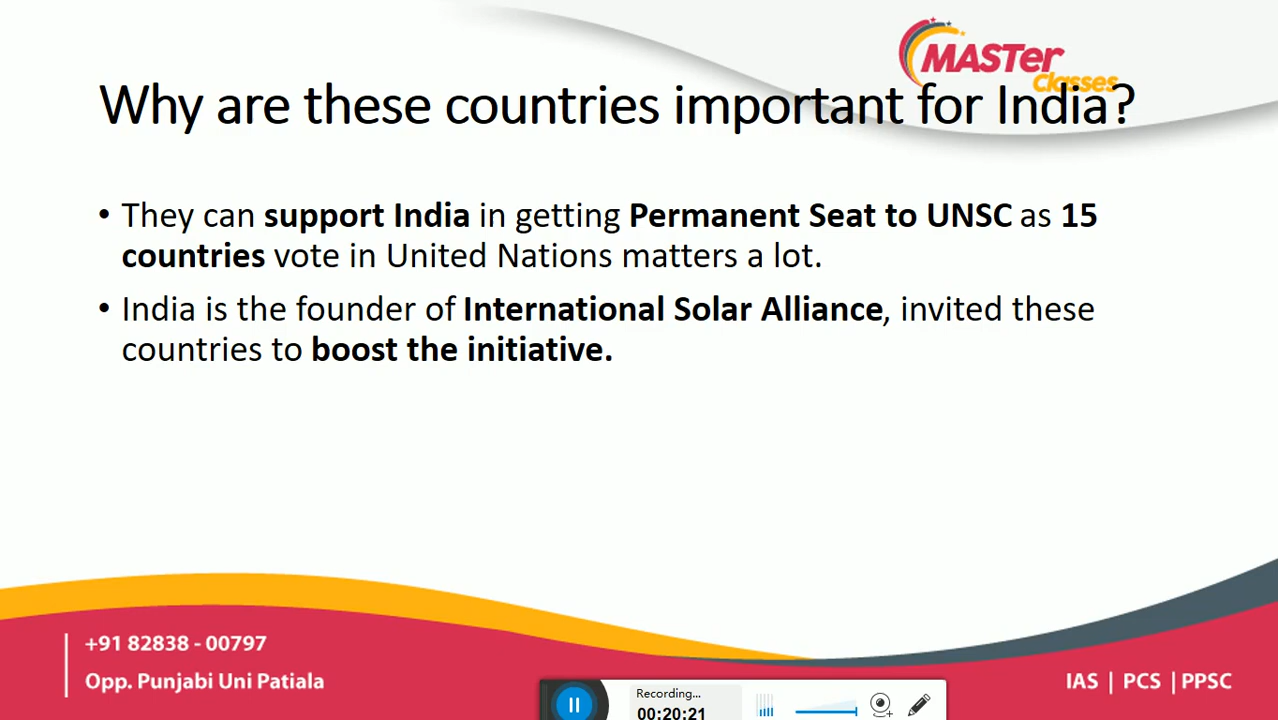 MASTer
Classes
Why are these countries important for India?
• They can support India in getting Permanent Seat to UNSC as 15
countries vote in United Nations matters a lot.
• India is the founder of International Solar Alliance, invited these
countries to boost the initiative.
+91 82838 - 00797
Opp. Punjabi Uni Patiala
IAS | PCS | PPSC
Recording...
00:20:21